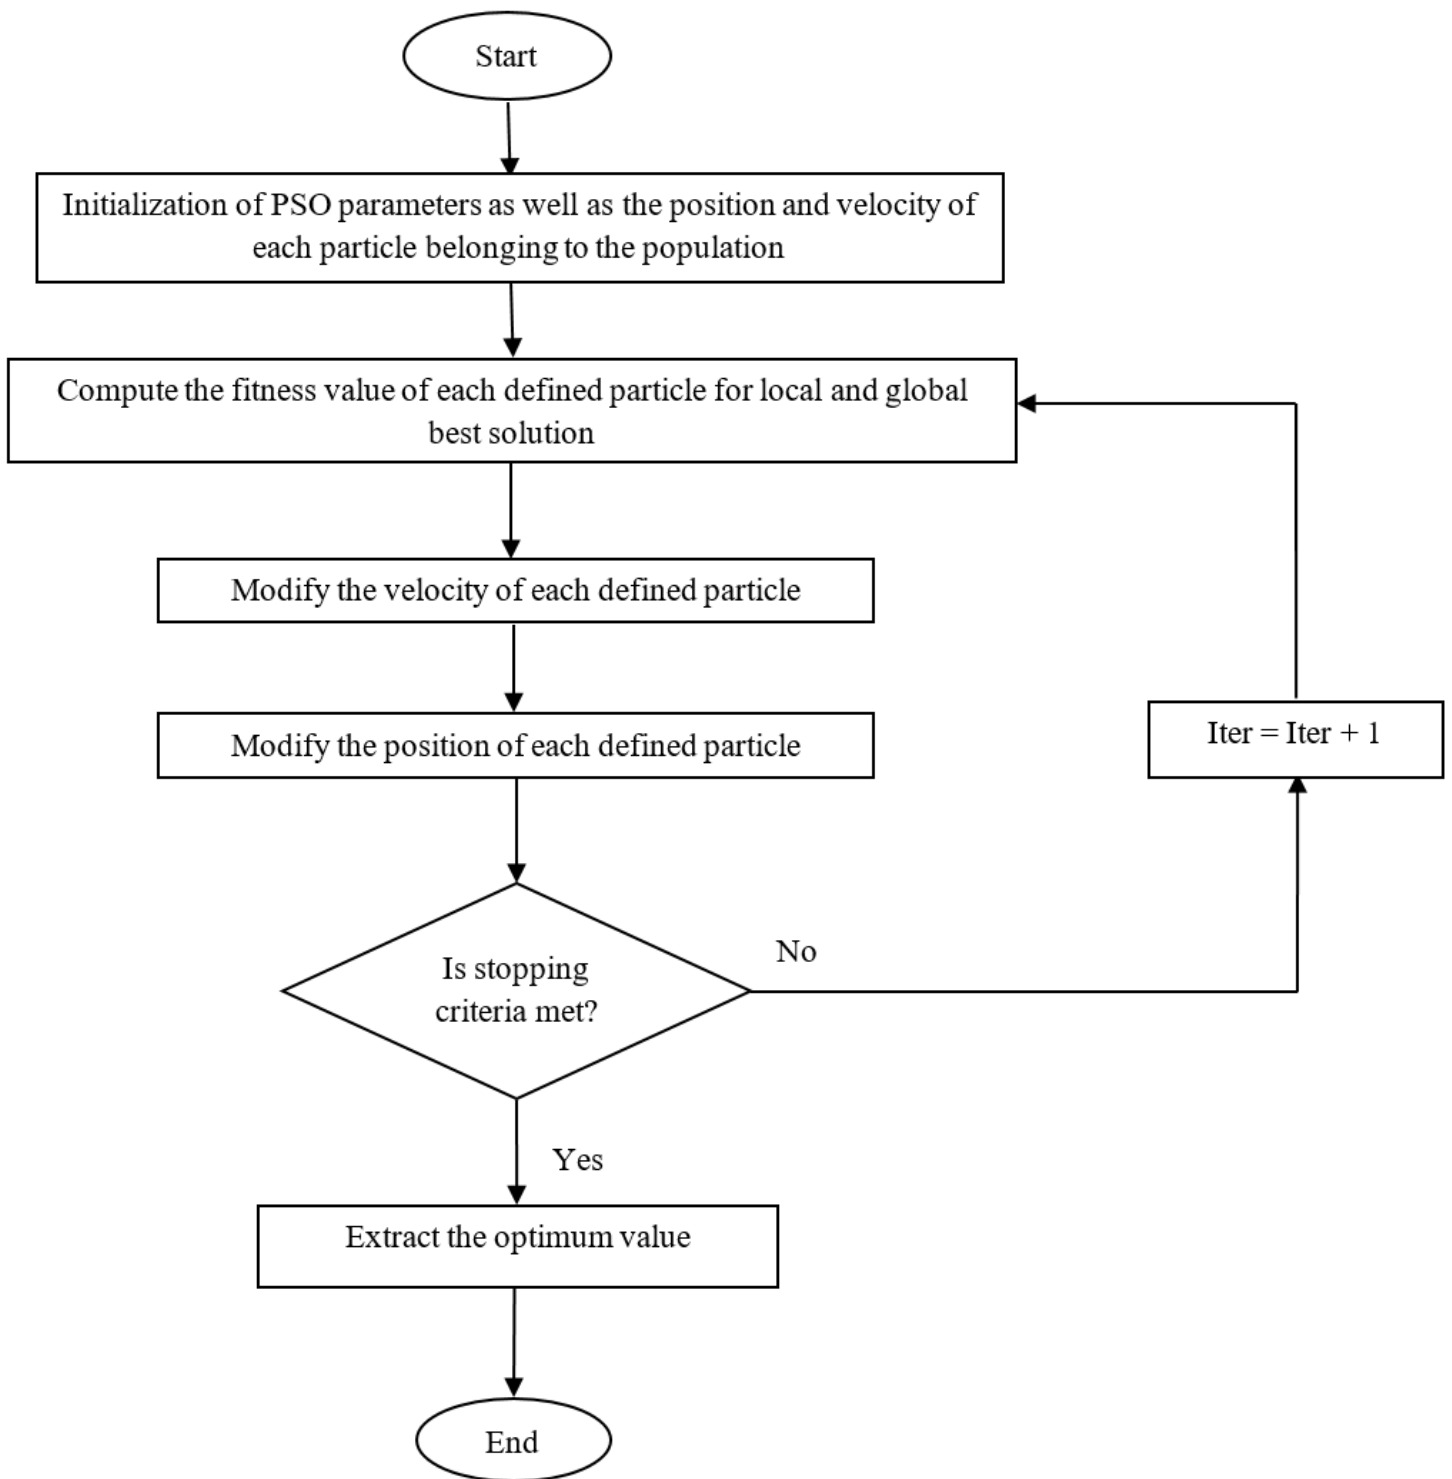 Start
Initialization of PSO parameters as well as the position and velocity of
each particle belonging to the population
Compute the fitness value of each defined particle for local and global
best solution
Modify the velocity of each defined particle
Modify the position of each defined particle
Iter = Iter + 1
Is stopping
criteria met?
No
Yes
Extract the optimum value
End